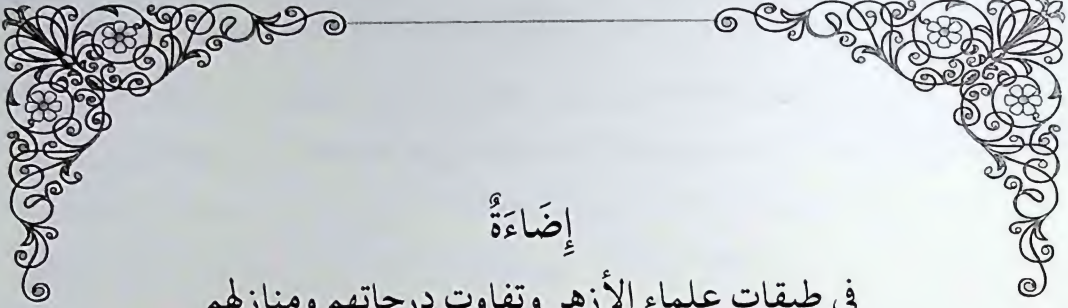 إِضَاءَةٌ
في طبقات علماء الأزهر وتفاوت درجاتهم ومنازلهم